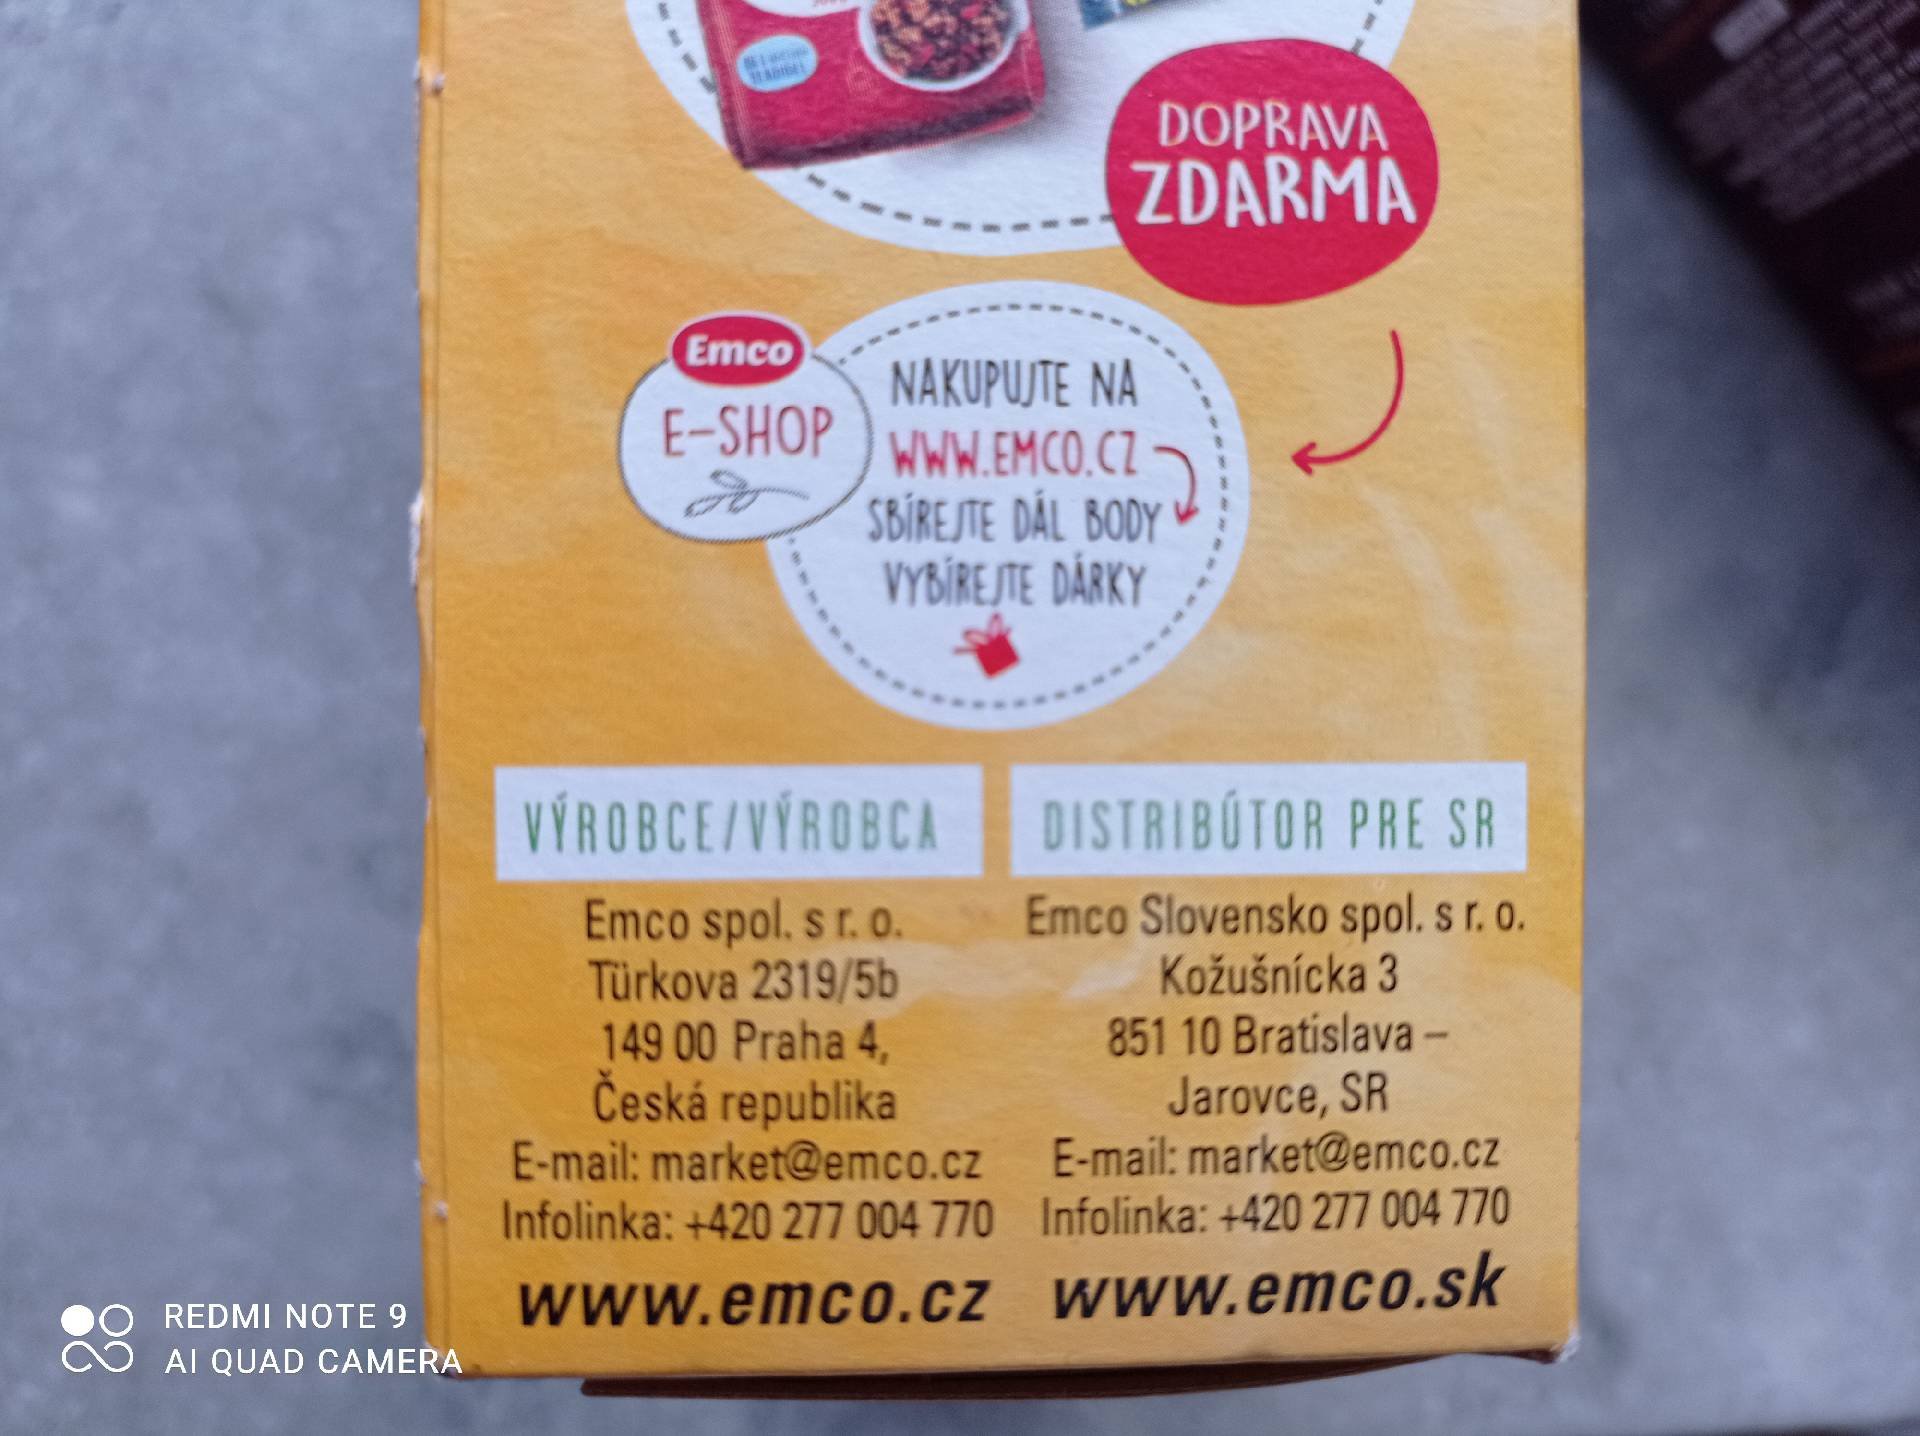 DOPRAVA
ZDARMA
Emco
E-SHOP
NAKUPUJTE NA
WWW.EMCO.CZ
SBÍREJTE DÁL BODY
VYBÍREJTE DÁRKY
VÝROBCE/VÝROBCA
Emco spol. s r. o.
Türkova 2319/5b
149 00 Praha 4,
Česká republika
E-mail: market@emco.cz
Infolinka: +420 277 004 770
www.emco.cz
DISTRIBÚTOR PRE SR
Emco Slovensko spol. s r. o.
Kožušnícka 3
851 10 Bratislava –
Jarovce, SR
E-mail: market@emco.cz
Infolinka: +420 277 004 770
www.emco.sk
REDMI NOTE 9
AI QUAD CAMERA